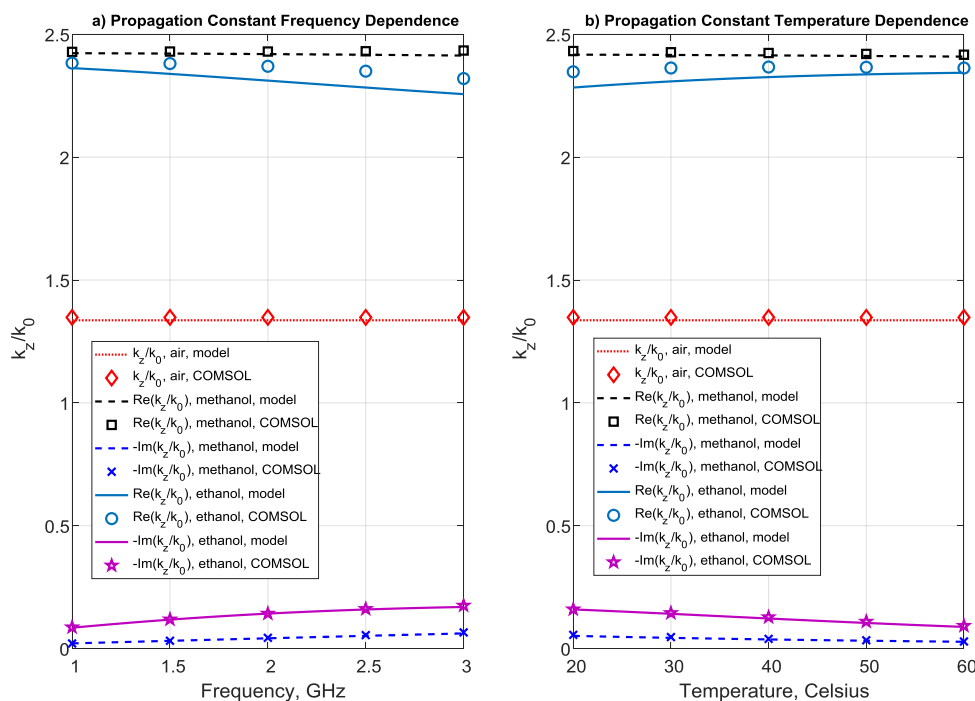 a) Propagation Constant Frequency Dependence
2.5
2
1.5
1
0.5
0
k_z/k_0
k_z/k_0, air, model
k_z/k_0, air, COMSOL
Re(k_z/k_0), methanol, model
Re(k_z/k_0), methanol, COMSOL
-Im(k_z/k_0), methanol, model
-Im(k_z/k_0), methanol, COMSOL
Re(k_z/k_0), ethanol, model
Re(k_z/k_0), ethanol, COMSOL
-Im(k_z/k_0), ethanol, model
-Im(k_z/k_0), ethanol, COMSOL
1 1.5 2 2.5 3
Frequency, GHz
b) Propagation Constant Temperature Dependence
2.5
2
1.5
1
0.5
0
k_z/k_0
k_z/k_0, air, model
k_z/k_0, air, COMSOL
Re(k_z/k_0), methanol, model
Re(k_z/k_0), methanol, COMSOL
-Im(k_z/k_0), methanol, model
-Im(k_z/k_0), methanol, COMSOL
Re(k_z/k_0), ethanol, model
Re(k_z/k_0), ethanol, COMSOL
-Im(k_z/k_0), ethanol, model
-Im(k_z/k_0), ethanol, COMSOL
20 30 40 50 60
Temperature, Celsius